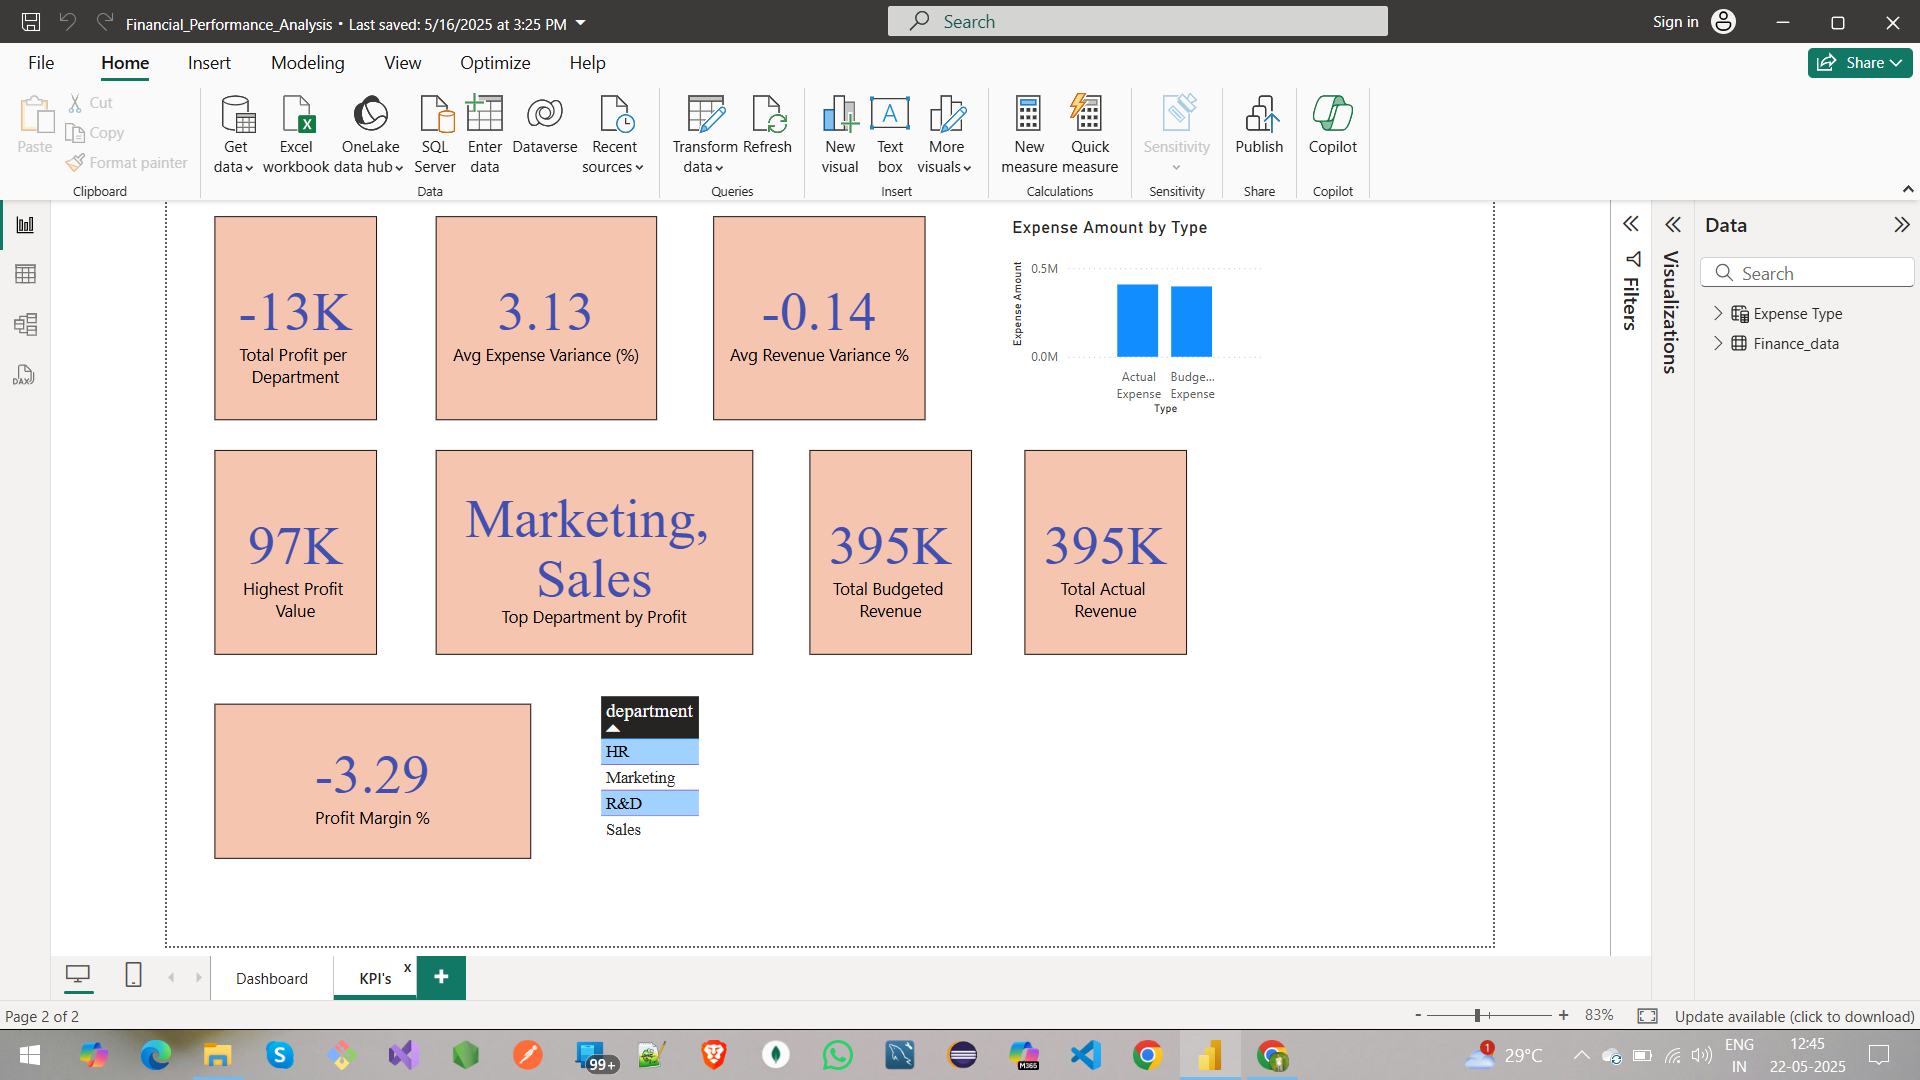 Financial_Performance_Analysis • Last saved: 5/16/2025 at 3:25 PM
Search
Sign in
File
Home
Insert
Modeling
View
Optimize
Help
Share
Paste
Cut
Copy
Format painter
Clipboard
Get data
Excel workbook
OneLake data hub
SQL Server
Enter data
Dataverse
Recent sources
Data
Transform data
Refresh
Queries
New visual
Text box
More visuals
Insert
New measure
Quick measure
Calculations
Sensitivity
Sensitivity
Publish
Share
Copilot
Copilot
DAX
-13K
Total Profit per
Department
3.13
Avg Expense Variance (%)
-0.14
Avg Revenue Variance %
Expense Amount by Type
Expense Amount
0.5M
0.0M
Actual Expense
Budge... Expense
Type
97K
Highest Profit
Value
Marketing,
Sales
Top Department by Profit
395K
Total Budgeted
Revenue
395K
Total Actual
Revenue
-3.29
Profit Margin %
department
HR
Marketing
R&D
Sales
Filters
Visualizations
Data
Search
Expense Type
Finance_data
Dashboard
KPI's
x
+
Page 2 of 2
- + 83%
Update available (click to download)
99+
M365
1
29°C
ENG
IN
12:45
22-05-2025